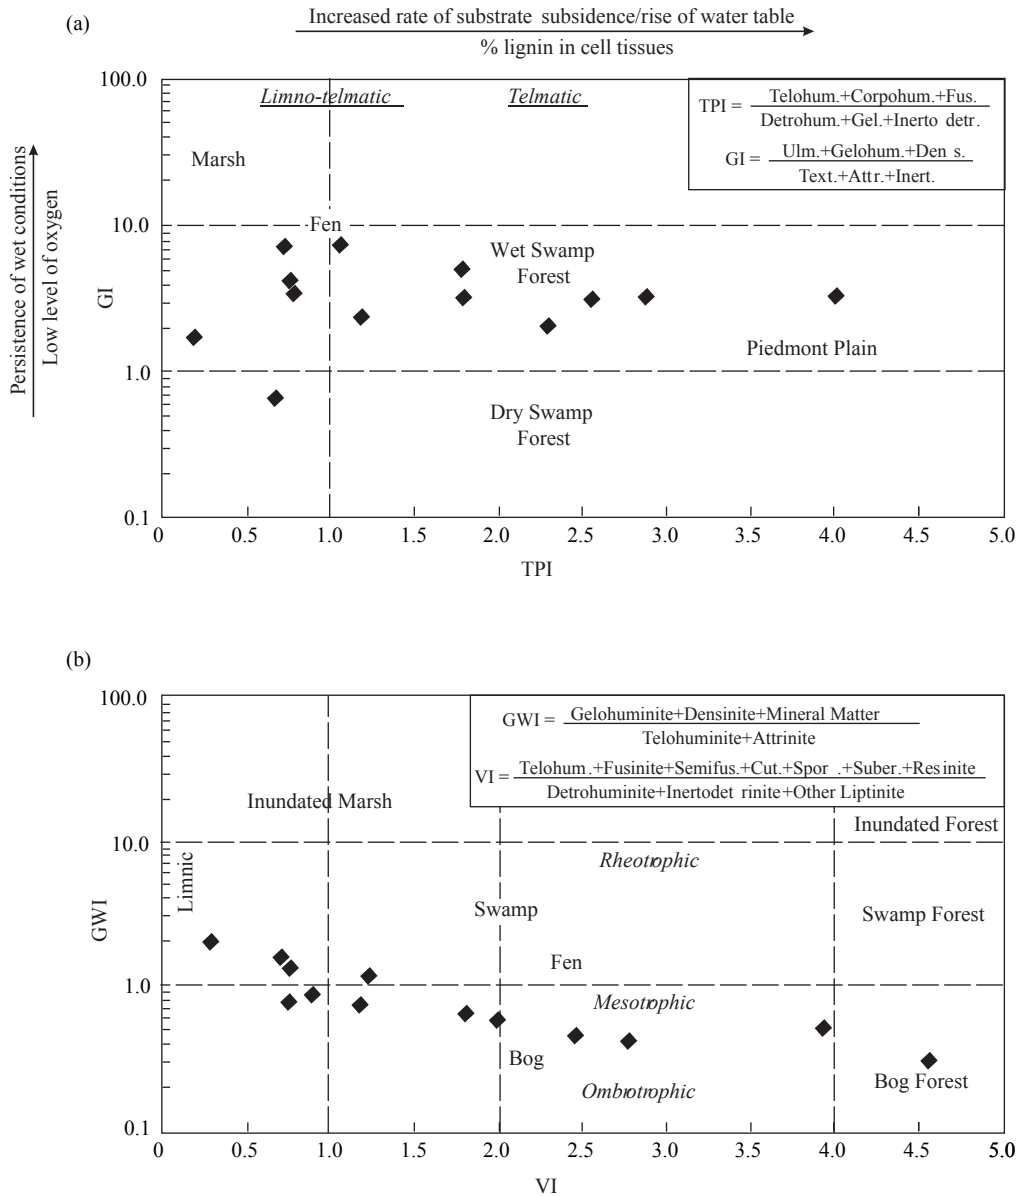 (a)
Increased rate of substrate subsidence/rise of water table
% lignin in cell tissues
Persistence of wet conditions
Low level of oxygen
GI
100.0
10.0
1.0
0.1
Limno-telmatic
Telmatic
TPI = Telohum.+Corpohum.+Fus.
Detrohum.+Gel.+Inerto detr.
GI = Ulm.+Gelohum.+Den s.
Text.+Attr.+Inert.
Marsh
Fen
Wet Swamp
Forest
Piedmont Plain
Dry Swamp
Forest
0 0.5 1.0 1.5 2.0 2.5 3.0 3.5 4.0 4.5 5.0
TPI
(b)
GWI
100.0
10.0
1.0
0.1
GWI = Gelohuminite+Densinite+Mineral Matter
Telohuminite+Attrinite
VI = Telohum.+Fusinite+Semifus.+Cut.+Spor .+Suber.+Resinite
Detrohuminite+Inertodet rinite+Other Liptinite
Inundated Marsh
Inundated Forest
Limnic
Rheotrophic
Swamp
Swamp Forest
Fen
Mesotrophic
Bog
Bog Forest
Ombrotrophic
0 0.5 1.0 1.5 2.0 2.5 3.0 3.5 4.0 4.5 5.0
VI